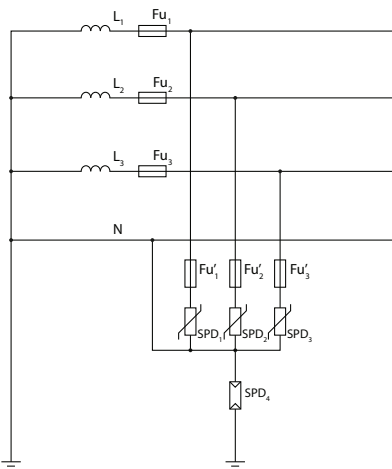 L₁ Fu₁
L₂ Fu₂
L₃ Fu₃
N
Fu'₁ Fu'₂ Fu'₃
SPD₁ SPD₂ SPD₃
SPD₄